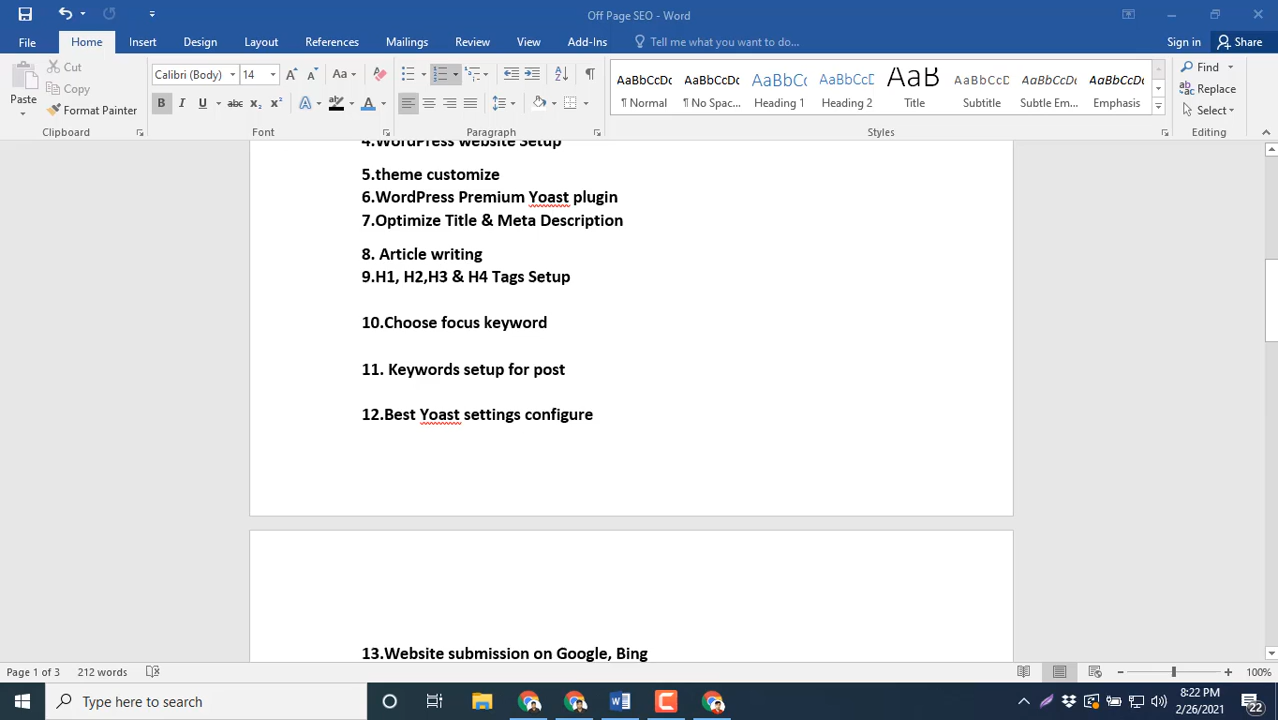 Off Page SEO - Word
File Home Insert Design Layout References Mailings Review View Add-Ins Tell me what you want to do... Sign in Share
Paste Cut Copy Format Painter
Calibri (Body) 14 Aa
B I U abc x₂ x² A A
AaBbCcDc AaBbCcDc AaBbCc AaBbCcD AaB AaBbCcD AaBbCcDc AaBbCcDc
¶ Normal ¶ No Spac... Heading 1 Heading 2 Title Subtitle Subtle Em... Emphasis
Find Replace Select
Clipboard Font Paragraph Styles Editing
4.WordPress website Setup
5.theme customize
6.WordPress Premium Yoast plugin
7.Optimize Title & Meta Description
8. Article writing
9.H1, H2,H3 & H4 Tags Setup
10.Choose focus keyword
11. Keywords setup for post
12.Best Yoast settings configure
13.Website submission on Google, Bing
Page 1 of 3 212 words 100%
Type here to search
8:22 PM
2/26/2021
22